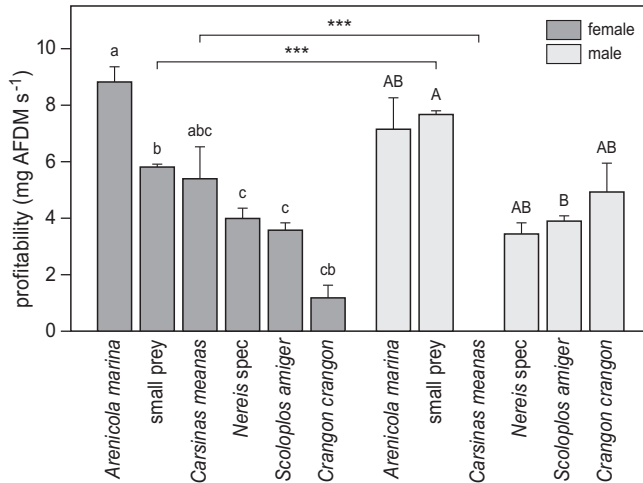 ***
***
female
male
profitability (mg AFDM s⁻¹)
10
8
6
4
2
0
a
b
abc
c
c
cb
AB
A
AB
B
AB
Arenicola marina
small prey
Carsinas meanas
Nereis spec
Scoloplos amiger
Crangon crangon
Arenicola marina
small prey
Carsinas meanas
Nereis spec
Scoloplos amiger
Crangon crangon